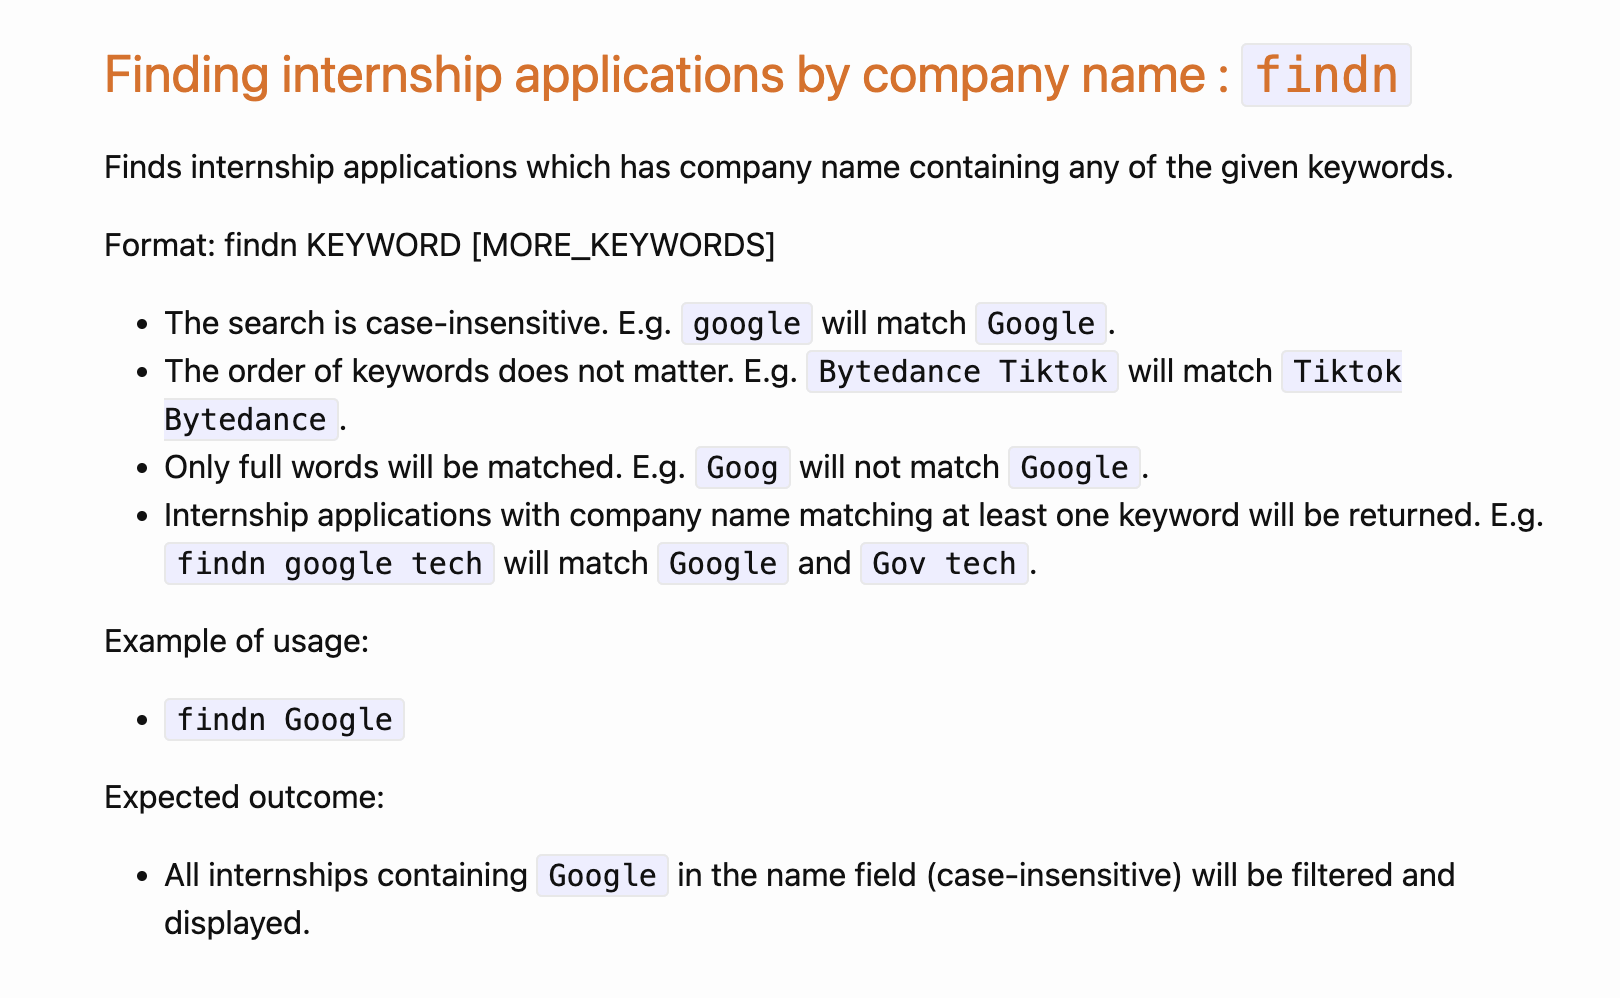 Finding internship applications by company name : findn
Finds internship applications which has company name containing any of the given keywords.
Format: findn KEYWORD [MORE_KEYWORDS]
• The search is case-insensitive. E.g. google will match Google.
• The order of keywords does not matter. E.g. Bytedance Tiktok will match Tiktok
Bytedance.
• Only full words will be matched. E.g. Goog will not match Google.
• Internship applications with company name matching at least one keyword will be returned. E.g.
findn google tech will match Google and Gov tech.
Example of usage:
• findn Google
Expected outcome:
• All internships containing Google in the name field (case-insensitive) will be filtered and
displayed.